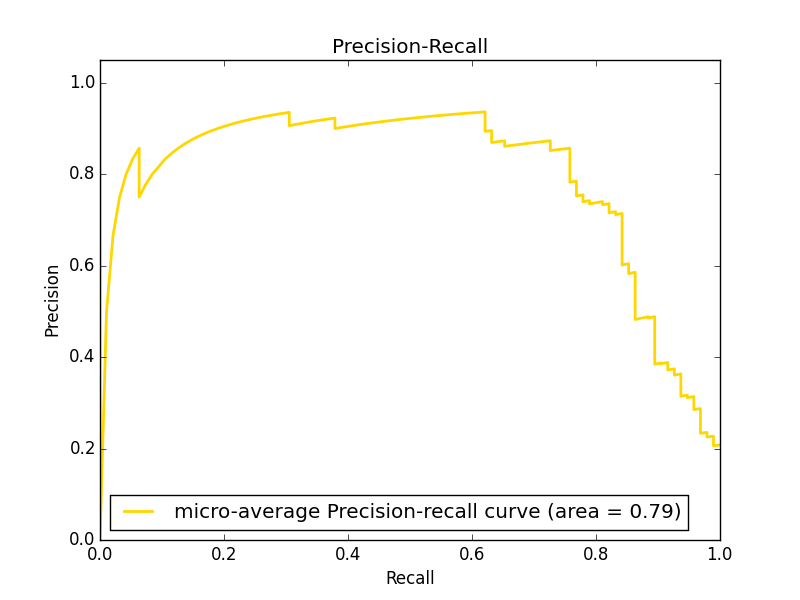 Precision-Recall
1.0
0.8
0.6
0.4
0.2
0.0
Precision
micro-average Precision-recall curve (area = 0.79)
0.0 0.2 0.4 0.6 0.8 1.0
Recall